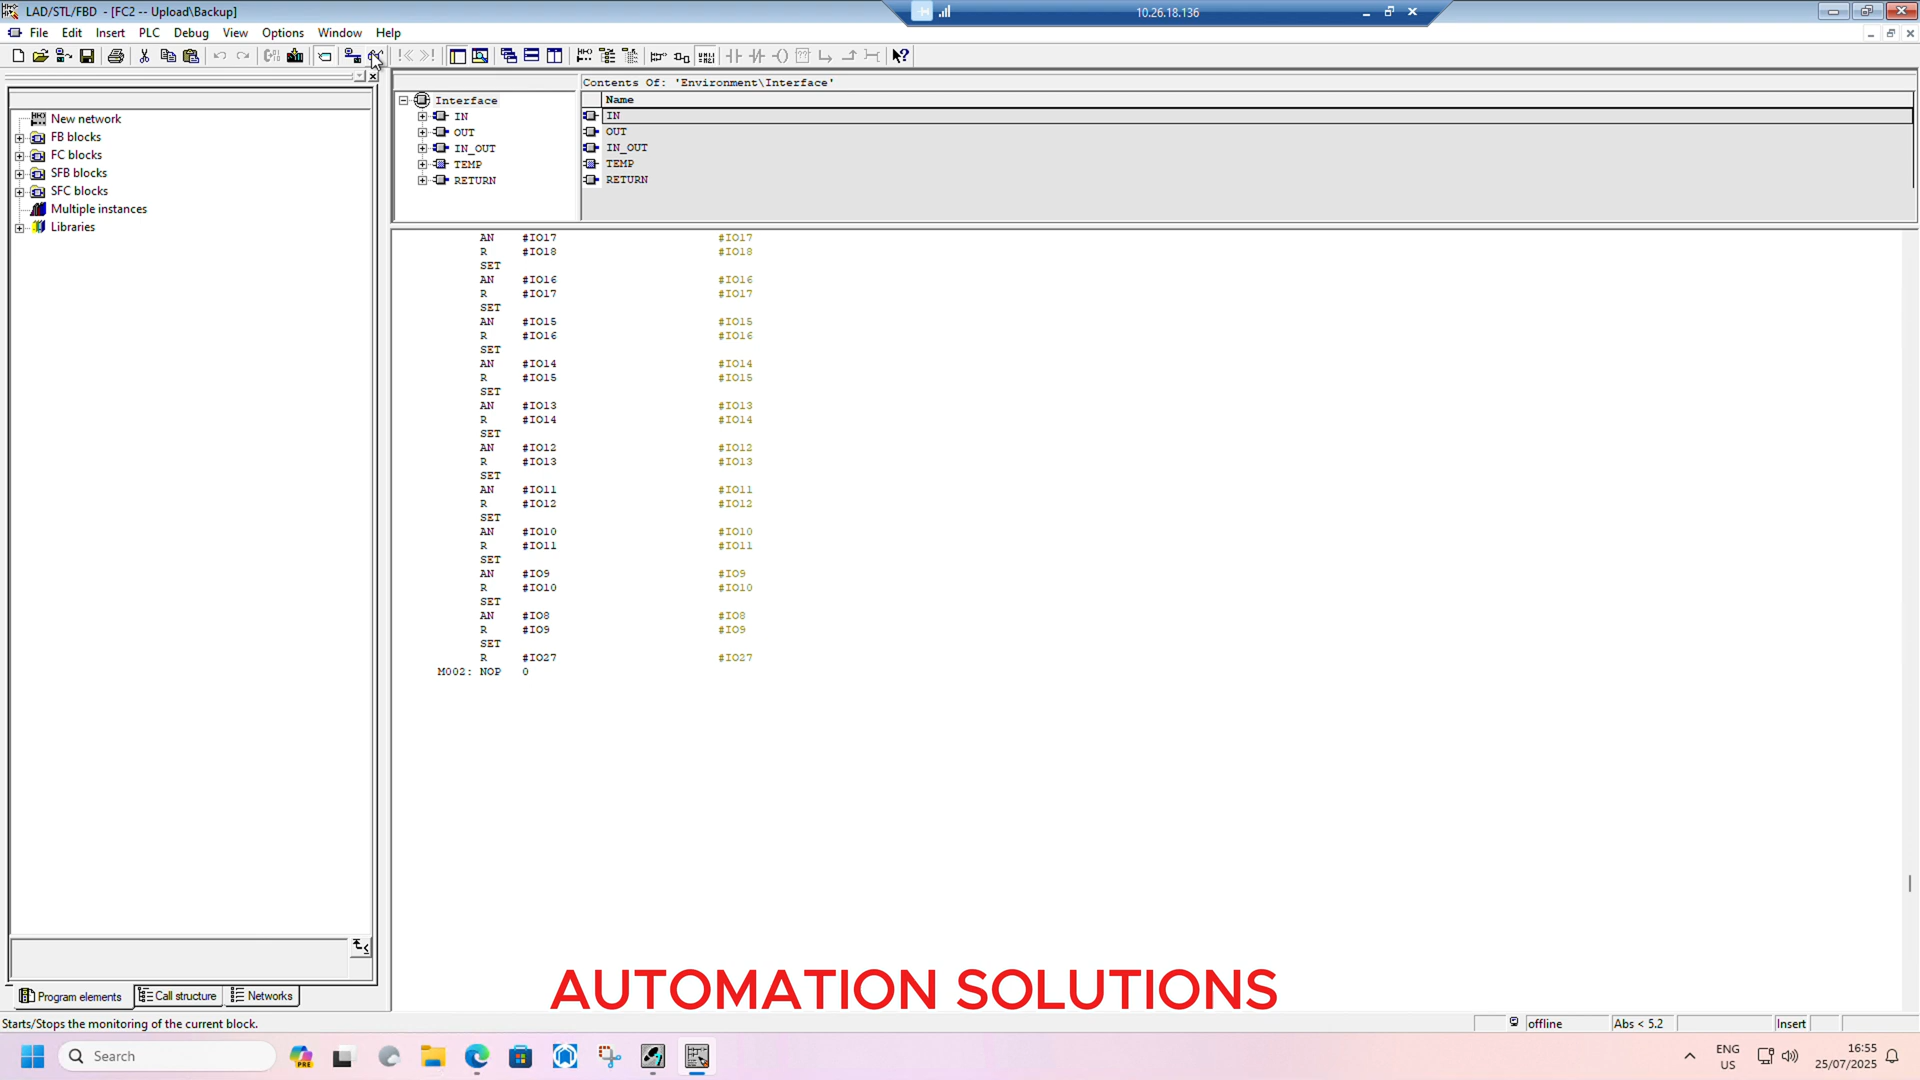 LAD/STL/FBD - [FC2 -- Upload\Backup]
10.26.18.136
File Edit Insert PLC Debug View Options Window Help
New network
FB blocks
FC blocks
SFB blocks
SFC blocks
Multiple instances
Libraries
Interface
IN
OUT
IN_OUT
TEMP
RETURN
Contents Of: 'Environment\Interface'
Name
IN
OUT
IN_OUT
TEMP
RETURN
AN #IO17 #IO17
R #IO18 #IO18
SET
AN #IO16 #IO16
R #IO17 #IO17
SET
AN #IO15 #IO15
R #IO16 #IO16
SET
AN #IO14 #IO14
R #IO15 #IO15
SET
AN #IO13 #IO13
R #IO14 #IO14
SET
AN #IO12 #IO12
R #IO13 #IO13
SET
AN #IO11 #IO11
R #IO12 #IO12
SET
AN #IO10 #IO10
R #IO11 #IO11
SET
AN #IO9 #IO9
R #IO10 #IO10
SET
AN #IO8 #IO8
R #IO9 #IO9
SET
R #IO27 #IO27
M002: NOP 0
AUTOMATION SOLUTIONS
Program elements Call structure Networks
Starts/Stops the monitoring of the current block.
offline Abs < 5.2 Insert
Search
PRE
ENG
US
16:55
25/07/2025